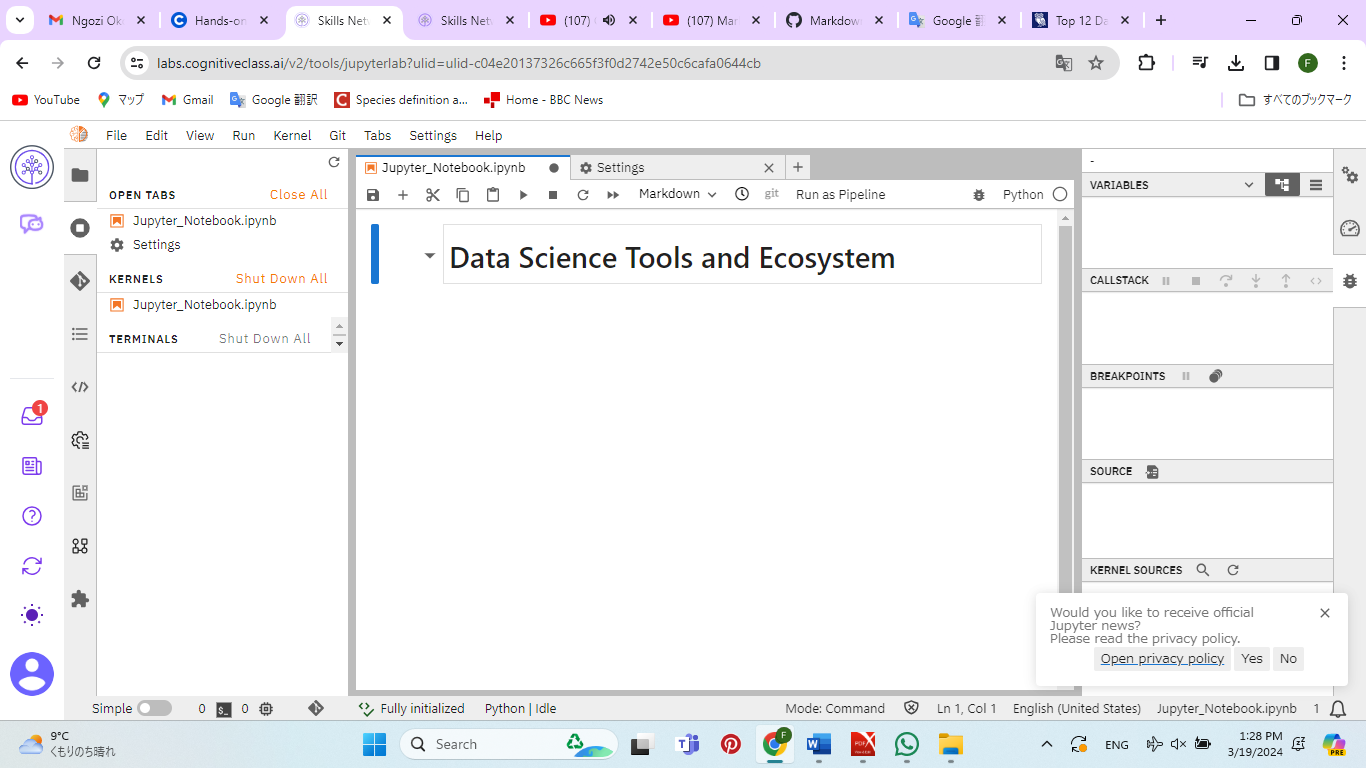 Ngozi Oko
Hands-on
Skills Netw
Skills Netw
(107)
(107) Mar
Markdown
Google 翻
Top 12 Da
labs.cognitiveclass.ai/v2/tools/jupyterlab?ulid=ulid-c04e20137326c665f3f0d2742e50c6cafa0644cb
F
YouTube
マップ
Gmail
Google 翻訳
Species definition a...
Home - BBC News
すべてのブックマーク
File Edit View Run Kernel Git Tabs Settings Help
OPEN TABS
Close All
Jupyter_Notebook.ipynb
Settings
KERNELS
Shut Down All
Jupyter_Notebook.ipynb
TERMINALS
Shut Down All
1
Jupyter_Notebook.ipynb
Settings
Markdown
git
Run as Pipeline
Python
Data Science Tools and Ecosystem
-
VARIABLES
CALLSTACK
BREAKPOINTS
SOURCE
KERNEL SOURCES
Would you like to receive official
Jupyter news?
Please read the privacy policy.
Open privacy policy Yes No
Simple 0 0 Fully initialized Python | Idle Mode: Command Ln 1, Col 1 English (United States) Jupyter_Notebook.ipynb 1
9°C
くもりのち晴れ
Search
ENG
1:28 PM
3/19/2024